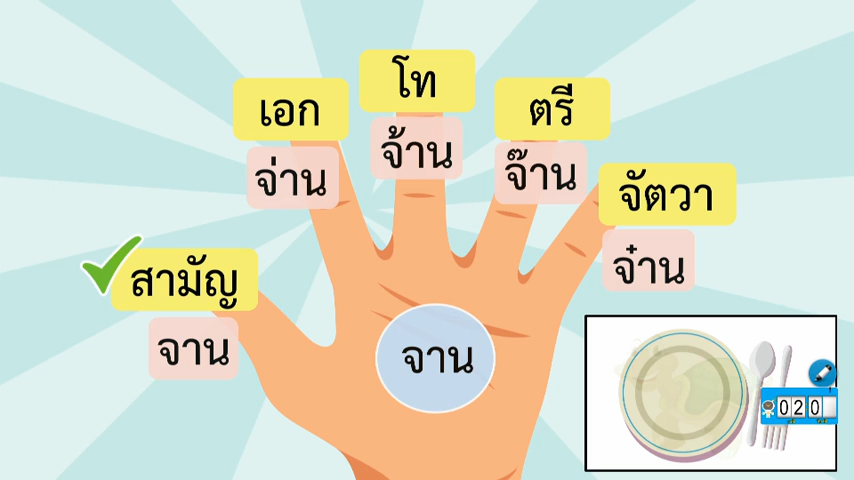 โท
เอก
ตรี
จ้าน
จ๊าน
จ่าน
จัตวา
จ๋าน
สามัญ
จาน
จาน
020